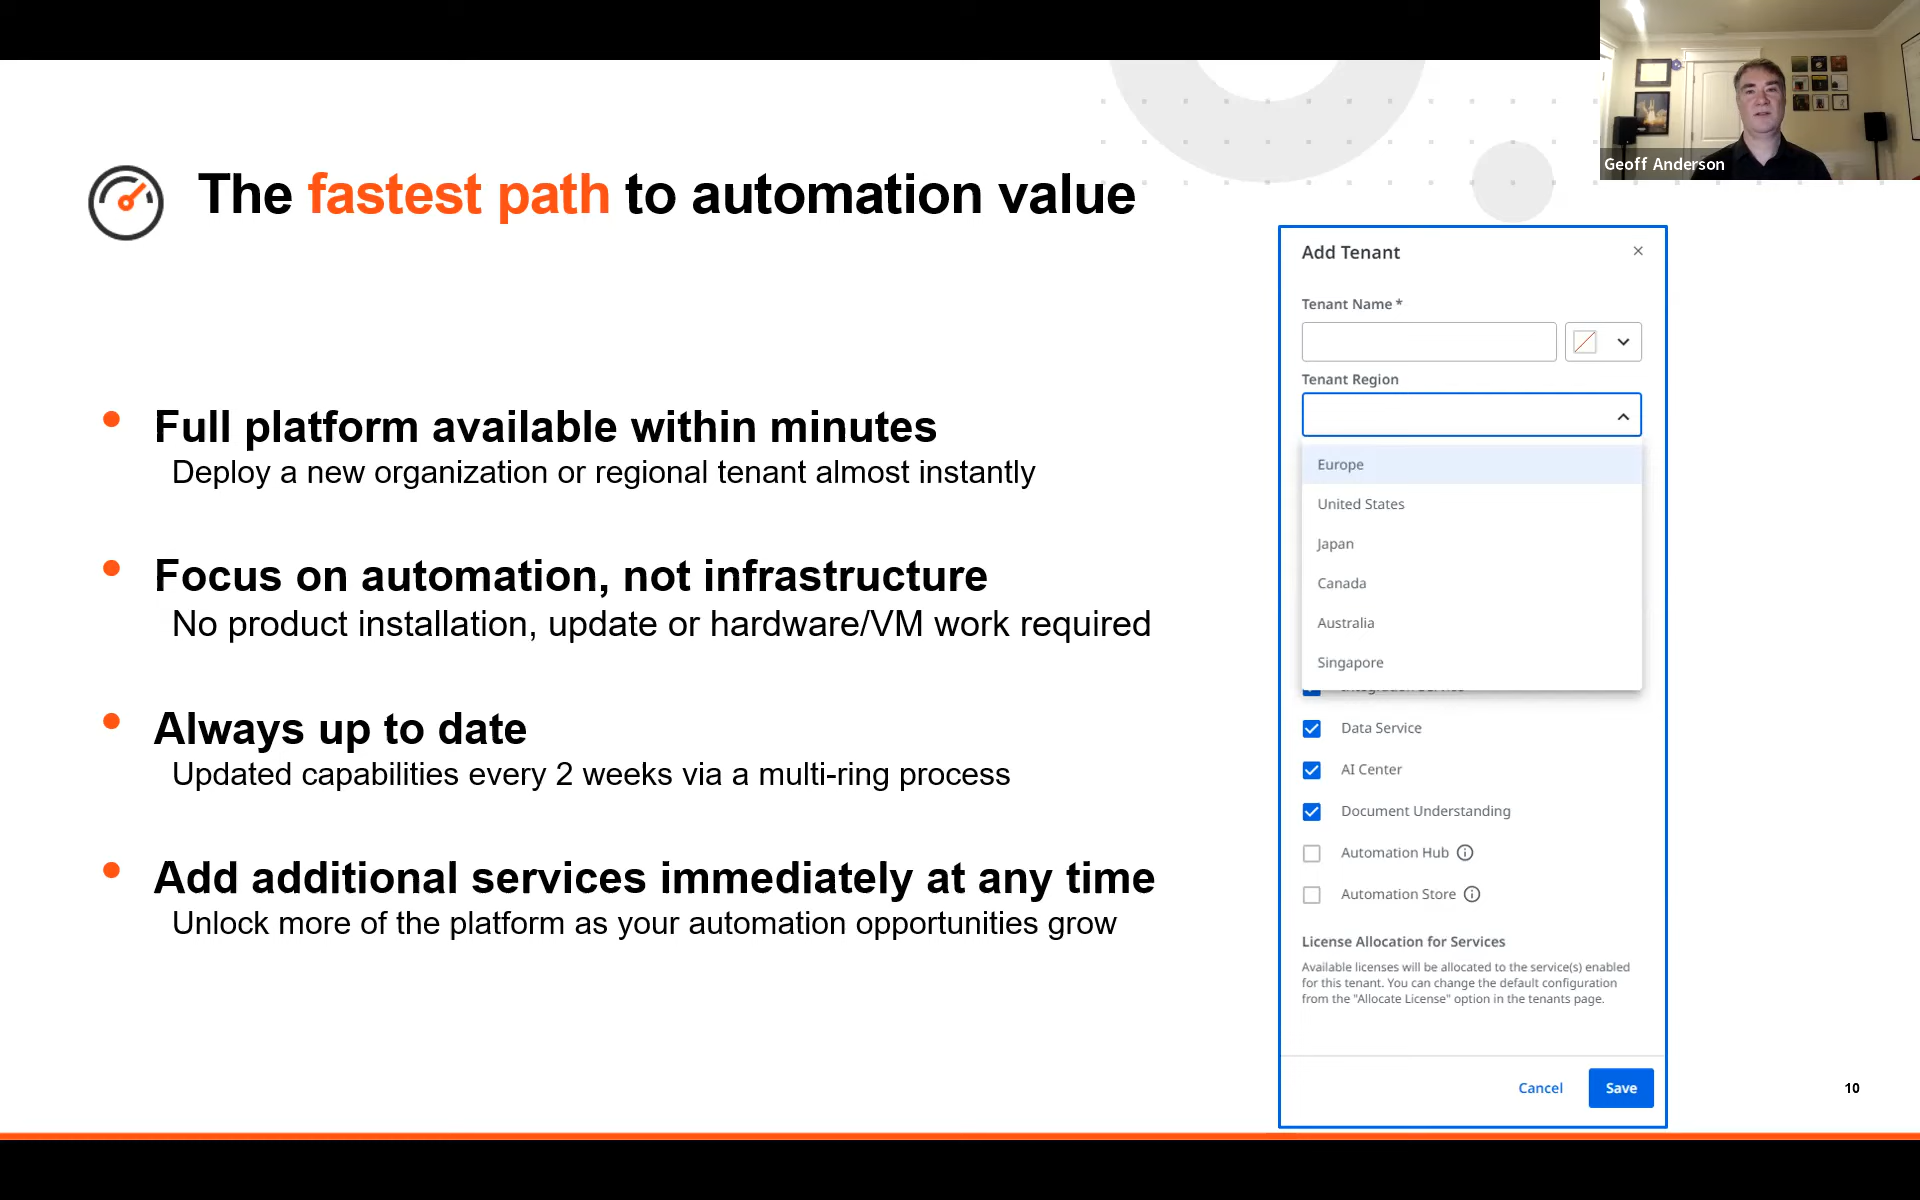 Geoff Anderson
The fastest path to automation value
Full platform available within minutes
Deploy a new organization or regional tenant almost instantly
Focus on automation, not infrastructure
No product installation, update or hardware/VM work required
Always up to date
Updated capabilities every 2 weeks via a multi-ring process
Add additional services immediately at any time
Unlock more of the platform as your automation opportunities grow
Add Tenant
Tenant Name *
Tenant Region
Europe
United States
Japan
Canada
Australia
Singapore
Integration Service
Data Service
AI Center
Document Understanding
Automation Hub
Automation Store
License Allocation for Services
Available licenses will be allocated to the service(s) enabled
for this tenant. You can change the default configuration
from the "Allocate License" option in the tenants page.
Cancel
Save
10